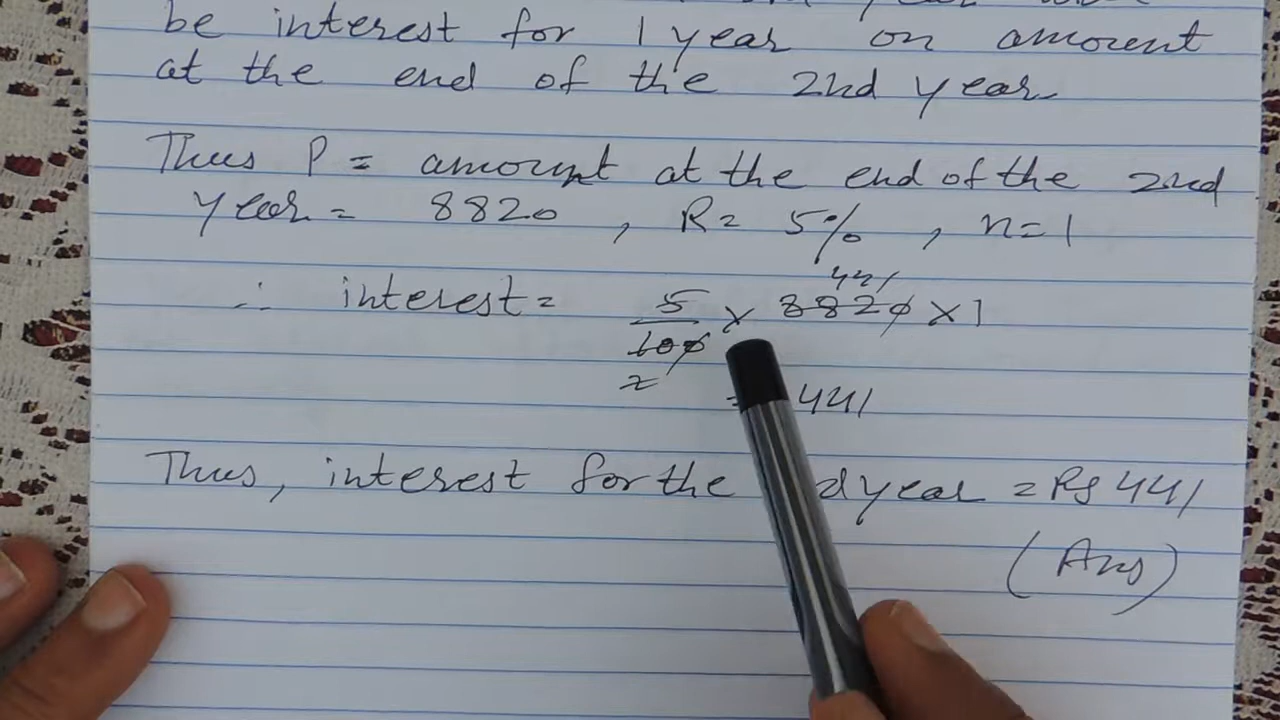 be interest for 1 year on amount
at the end of the 2nd year
Thus P = amount at the end of the 2nd
year = 8820 , R = 5% , n = 1
441
∴ interest = 5/100 × 8820 × 1
2
= 441
Thus, interest for the d year = Rs 441
(Ans)